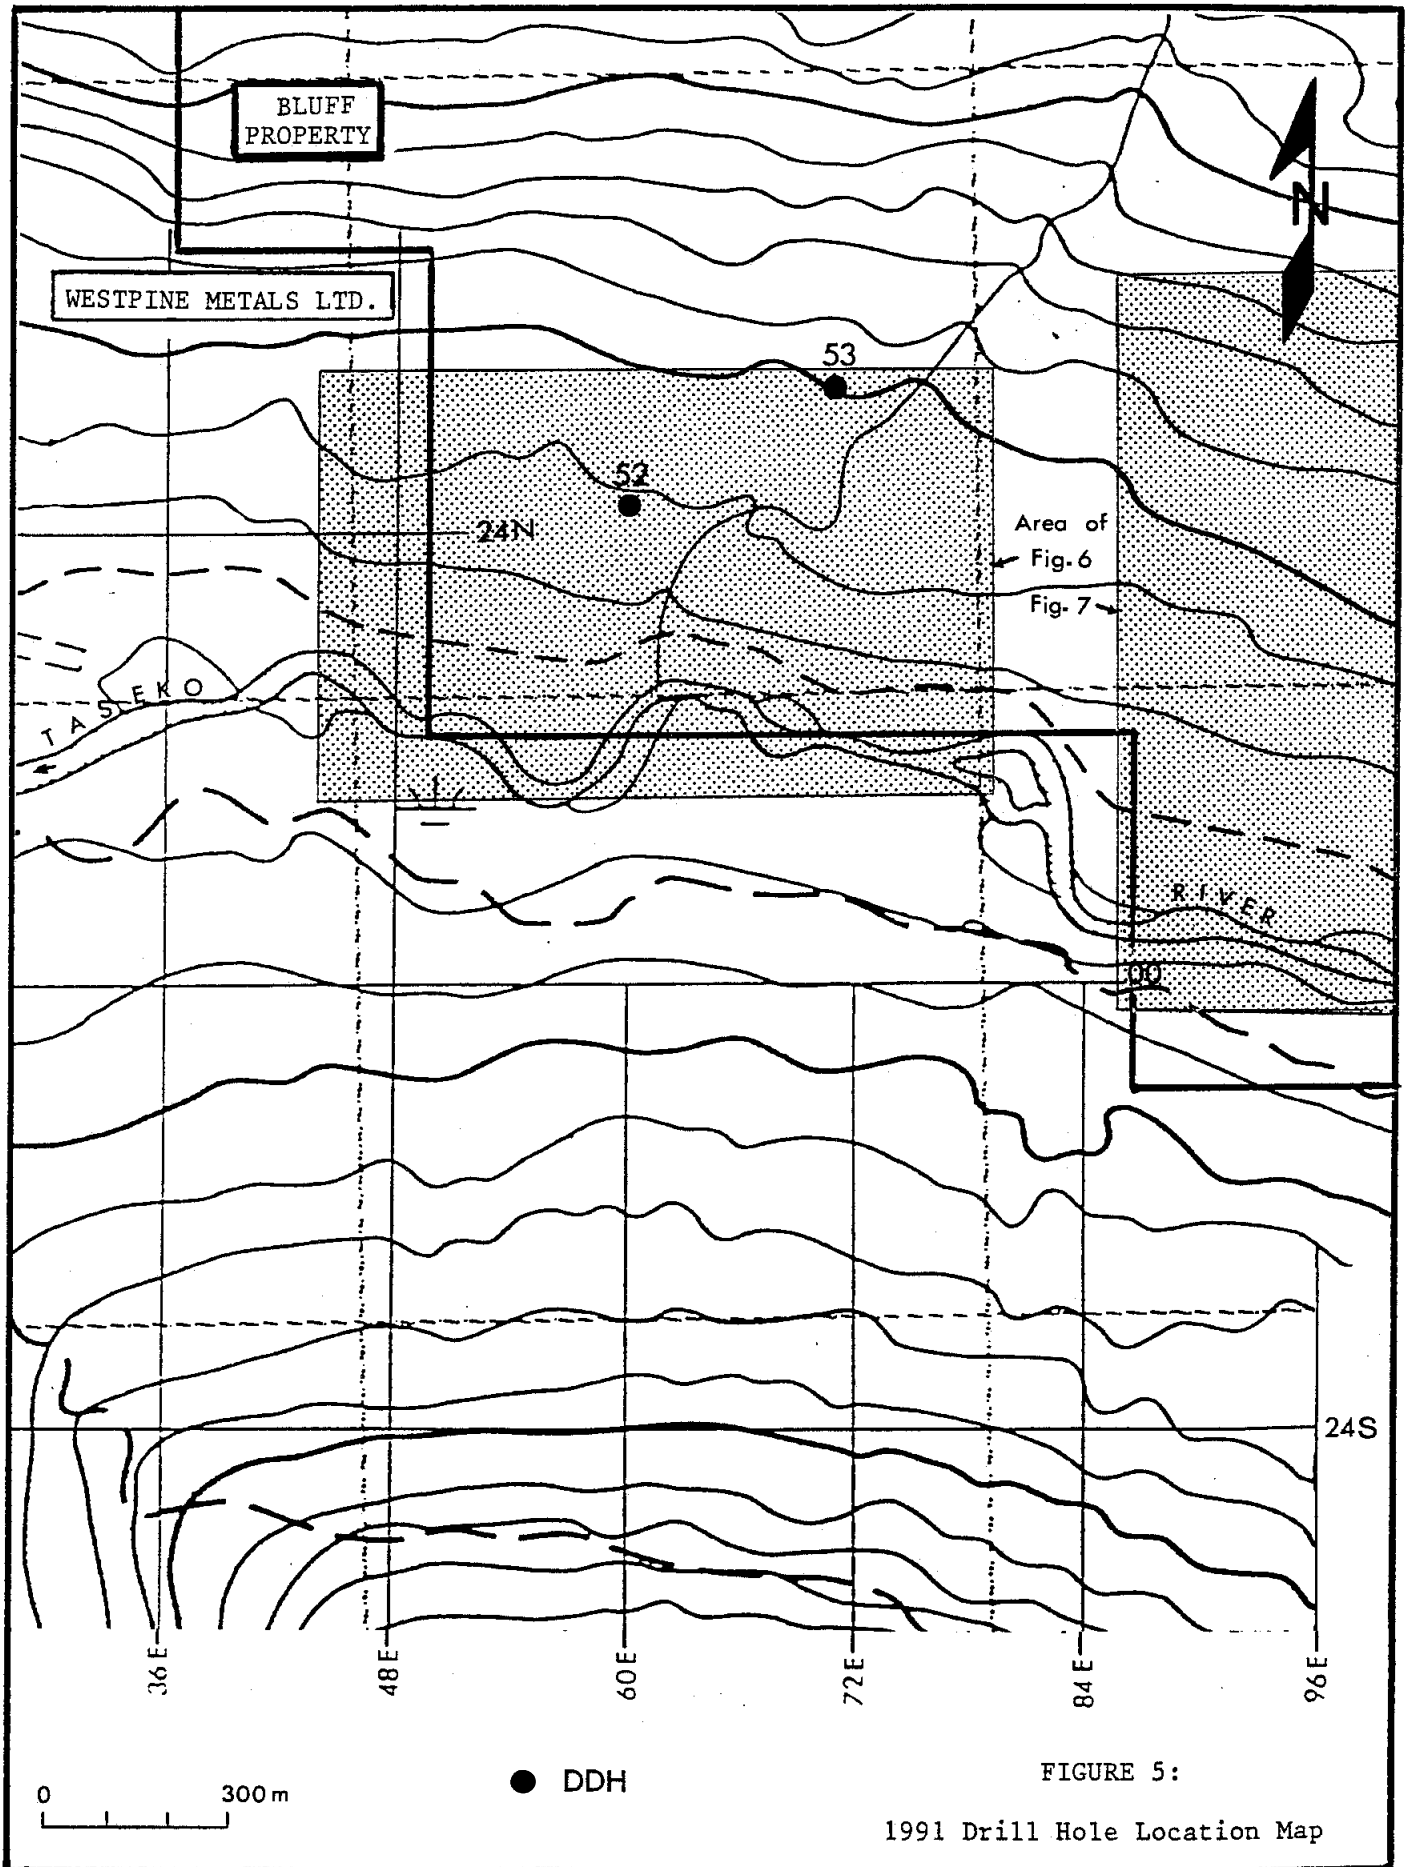 BLUFF
PROPERTY
N
WESTPINE METALS LTD.
53
52
24N
Area of
Fig. 6
Fig. 7
TASEKO
RIVER
00
24S
36E
48E
60E
72E
84E
96E
0 300m
DDH
FIGURE 5:
1991 Drill Hole Location Map